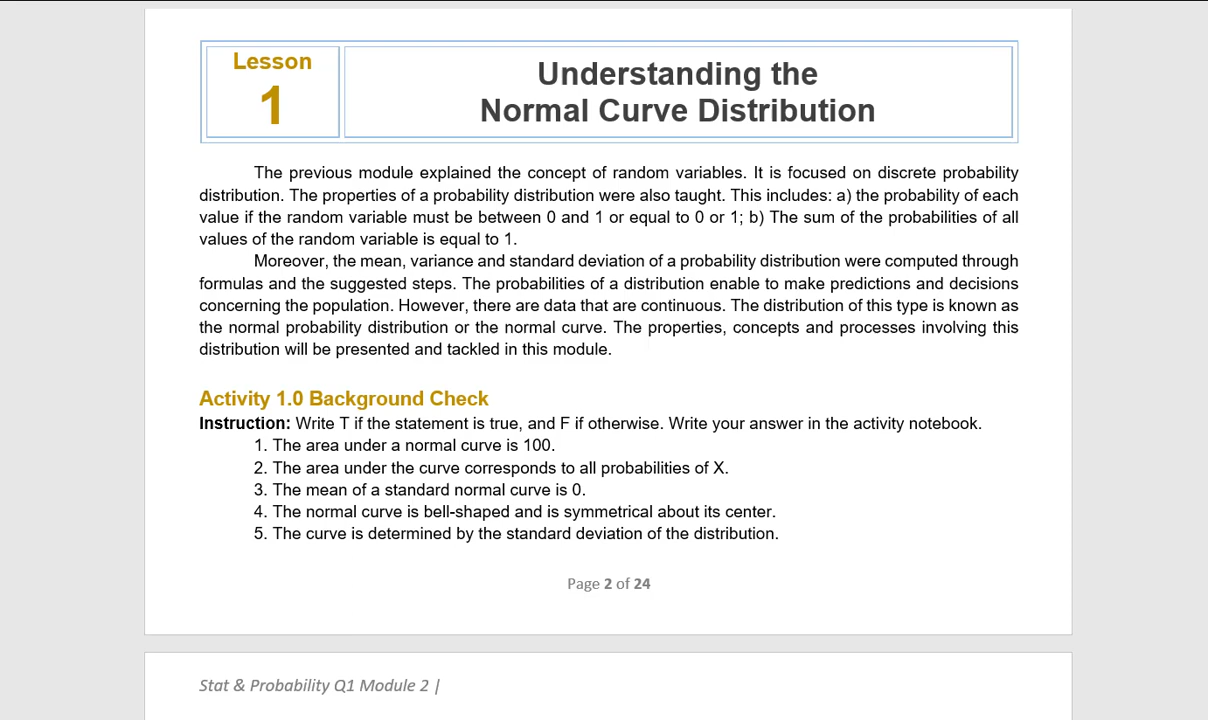 Lesson
1
Understanding the
Normal Curve Distribution
The previous module explained the concept of random variables. It is focused on discrete probability
distribution. The properties of a probability distribution were also taught. This includes: a) the probability of each
value if the random variable must be between 0 and 1 or equal to 0 or 1; b) The sum of the probabilities of all
values of the random variable is equal to 1.
Moreover, the mean, variance and standard deviation of a probability distribution were computed through
formulas and the suggested steps. The probabilities of a distribution enable to make predictions and decisions
concerning the population. However, there are data that are continuous. The distribution of this type is known as
the normal probability distribution or the normal curve. The properties, concepts and processes involving this
distribution will be presented and tackled in this module.
Activity 1.0 Background Check
Instruction: Write T if the statement is true, and F if otherwise. Write your answer in the activity notebook.
1. The area under a normal curve is 100.
2. The area under the curve corresponds to all probabilities of X.
3. The mean of a standard normal curve is 0.
4. The normal curve is bell-shaped and is symmetrical about its center.
5. The curve is determined by the standard deviation of the distribution.
Page 2 of 24
Stat & Probability Q1 Module 2 |